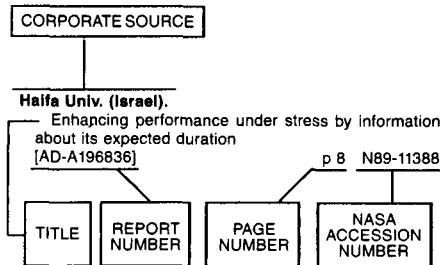 CORPORATE SOURCE
Haifa Univ. (Israel).
Enhancing performance under stress by information
about its expected duration
[AD-A196836] p 8 N89-11388
TITLE
REPORT
NUMBER
PAGE
NUMBER
NASA
ACCESSION
NUMBER